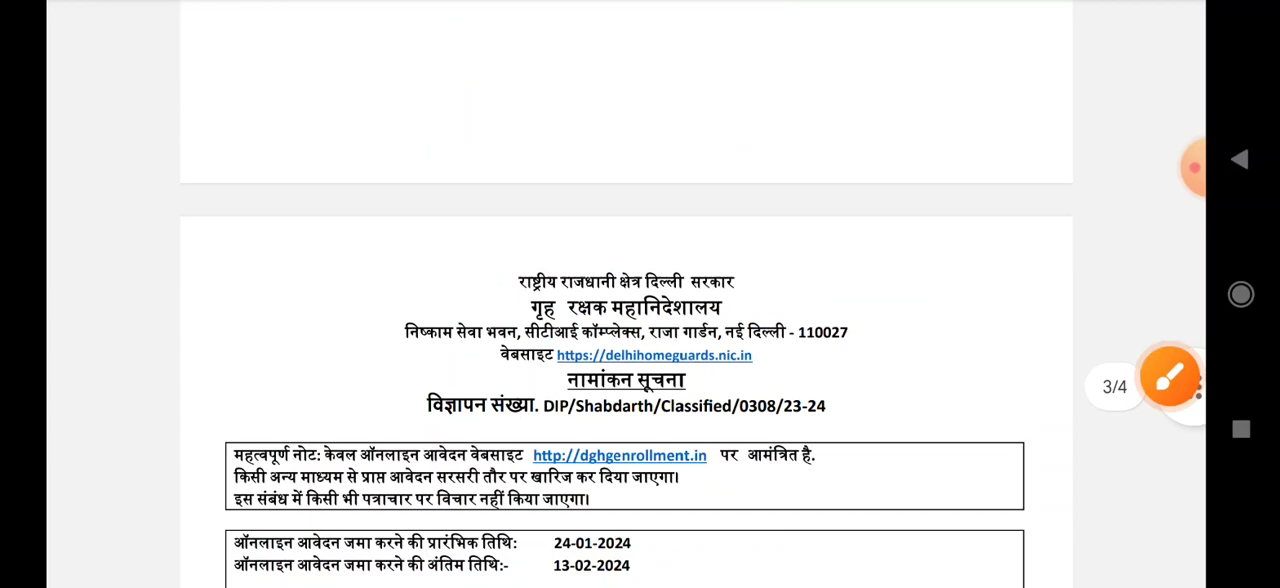 राष्ट्रीय राजधानी क्षेत्र दिल्ली सरकार
गृह रक्षक महानिदेशालय
निष्काम सेवा भवन, सीटीआई कॉम्प्लेक्स, राजा गार्डन, नई दिल्ली - 110027
वेबसाइट https://delhihomeguards.nic.in
नामांकन सूचना
विज्ञापन संख्या. DIP/Shabdarth/Classified/0308/23-24
महत्वपूर्ण नोट: केवल ऑनलाइन आवेदन वेबसाइट http://dghgenrollment.in पर आमंत्रित है.
किसी अन्य माध्यम से प्राप्त आवेदन सरसरी तौर पर खारिज कर दिया जाएगा।
इस संबंध में किसी भी पत्राचार पर विचार नहीं किया जाएगा।
3/4
ऑनलाइन आवेदन जमा करने की प्रारंभिक तिथि: 24-01-2024
ऑनलाइन आवेदन जमा करने की अंतिम तिथि:- 13-02-2024